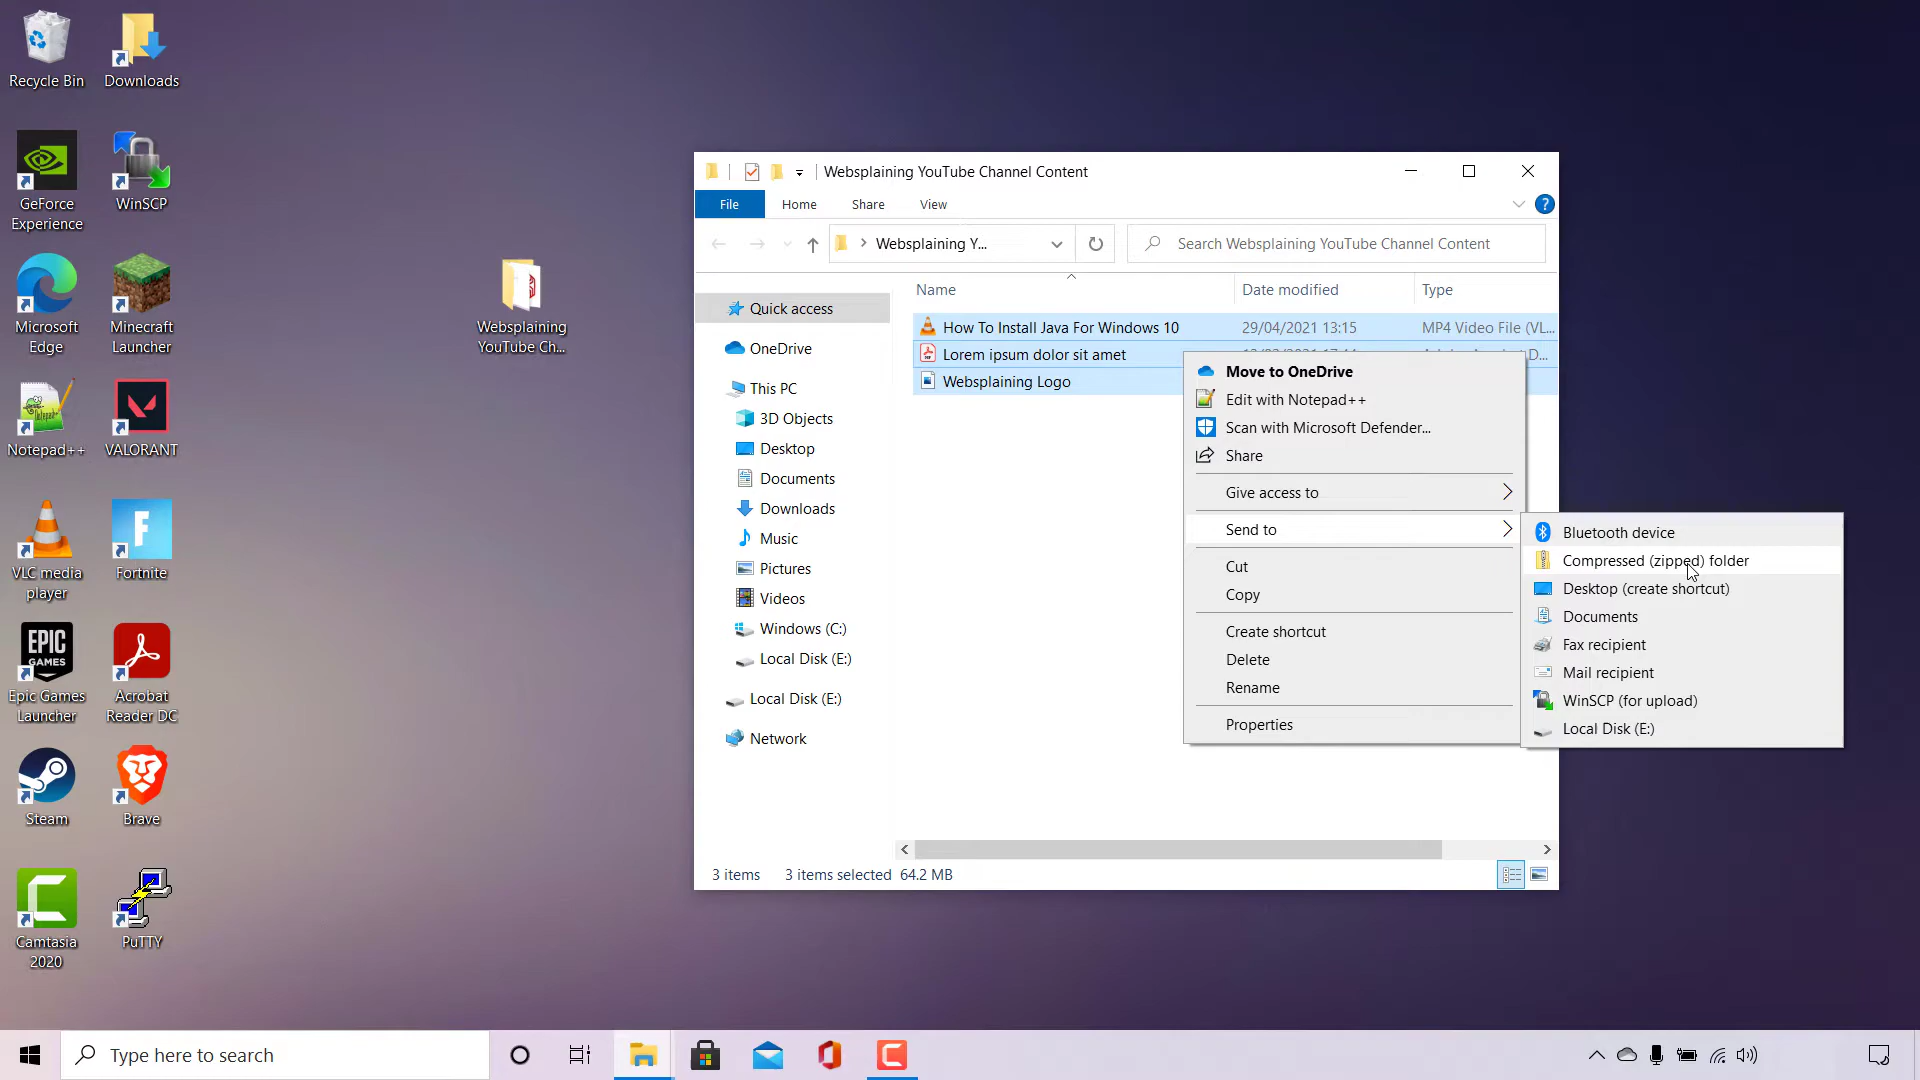 Recycle Bin
Downloads
GeForce
Experience
WinSCP
Microsoft
Edge
Minecraft
Launcher
Notepad++
VALORANT
VLC media
player
Fortnite
EPIC
GAMES
Epic Games
Launcher
Acrobat
Reader DC
Steam
Brave
Camtasia
2020
PuTTY
Websplaining
YouTube Ch...
Websplaining YouTube Channel Content
File
Home
Share
View
Websplaining Y...
Search Websplaining YouTube Channel Content
Quick access
OneDrive
This PC
3D Objects
Desktop
Documents
Downloads
Music
Pictures
Videos
Windows (C:)
Local Disk (E:)
Local Disk (E:)
Network
Name Date modified Type
How To Install Java For Windows 10 29/04/2021 13:15 MP4 Video File (VL...
Lorem ipsum dolor sit amet
Websplaining Logo
Move to OneDrive
Edit with Notepad++
Scan with Microsoft Defender...
Share
Give access to
Send to
Cut
Copy
Create shortcut
Delete
Rename
Properties
Bluetooth device
Compressed (zipped) folder
Desktop (create shortcut)
Documents
Fax recipient
Mail recipient
WinSCP (for upload)
Local Disk (E:)
3 items 3 items selected 64.2 MB
Type here to search